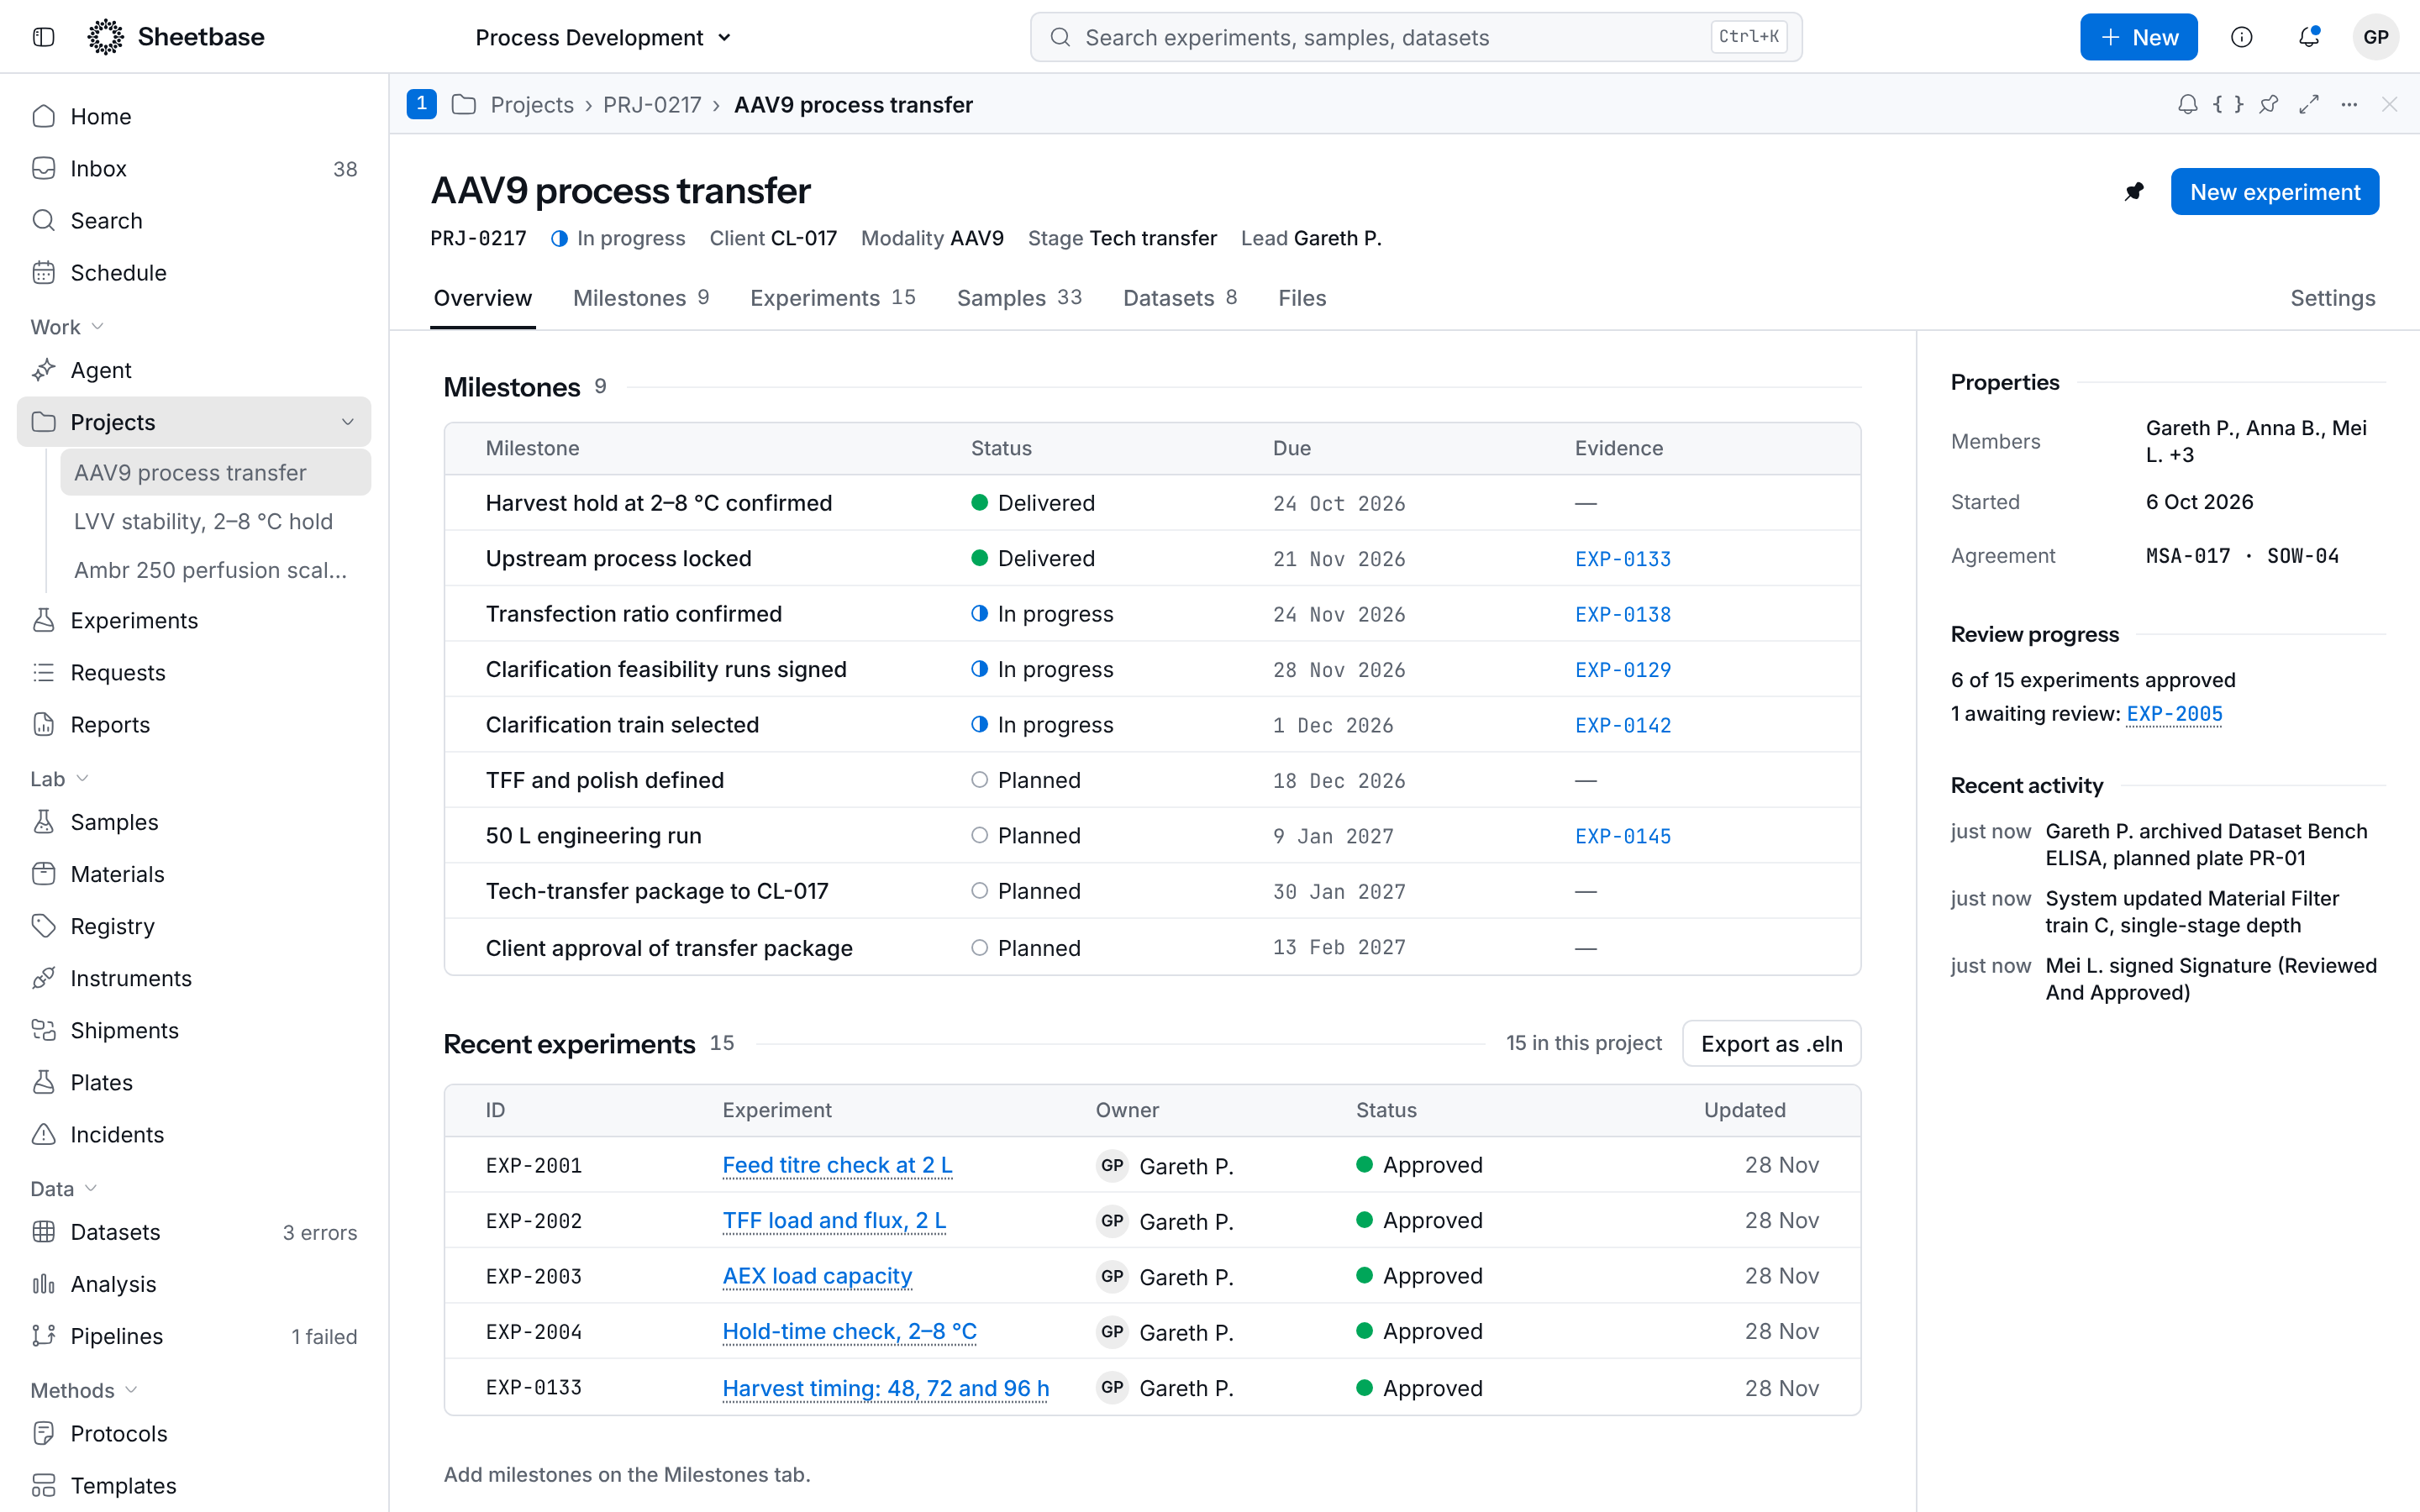 Sheetbase
Process Development
Search experiments, samples, datasets
Ctrl+K
New
GP
Home
Inbox 38
Search
Schedule
Work
Agent
Projects
AAV9 process transfer
LVV stability, 2–8 °C hold
Ambr 250 perfusion scal...
Experiments
Requests
Reports
Lab
Samples
Materials
Registry
Instruments
Shipments
Plates
Incidents
Data
Datasets 3 errors
Analysis
Pipelines 1 failed
Methods
Protocols
Templates
1 Projects › PRJ-0217 › AAV9 process transfer
AAV9 process transfer
New experiment
PRJ-0217 In progress Client CL-017 Modality AAV9 Stage Tech transfer Lead Gareth P.
Overview Milestones 9 Experiments 15 Samples 33 Datasets 8 Files Settings
Milestones 9
Milestone Status Due Evidence
Harvest hold at 2–8 °C confirmed Delivered 24 Oct 2026 —
Upstream process locked Delivered 21 Nov 2026 EXP-0133
Transfection ratio confirmed In progress 24 Nov 2026 EXP-0138
Clarification feasibility runs signed In progress 28 Nov 2026 EXP-0129
Clarification train selected In progress 1 Dec 2026 EXP-0142
TFF and polish defined Planned 18 Dec 2026 —
50 L engineering run Planned 9 Jan 2027 EXP-0145
Tech-transfer package to CL-017 Planned 30 Jan 2027 —
Client approval of transfer package Planned 13 Feb 2027 —
Recent experiments 15
15 in this project
Export as .eln
ID Experiment Owner Status Updated
EXP-2001 Feed titre check at 2 L GP Gareth P. Approved 28 Nov
EXP-2002 TFF load and flux, 2 L GP Gareth P. Approved 28 Nov
EXP-2003 AEX load capacity GP Gareth P. Approved 28 Nov
EXP-2004 Hold-time check, 2–8 °C GP Gareth P. Approved 28 Nov
EXP-0133 Harvest timing: 48, 72 and 96 h GP Gareth P. Approved 28 Nov
Add milestones on the Milestones tab.
Properties
Members Gareth P., Anna B., Mei
L. +3
Started 6 Oct 2026
Agreement MSA-017 · SOW-04
Review progress
6 of 15 experiments approved
1 awaiting review: EXP-2005
Recent activity
just now Gareth P. archived Dataset Bench
ELISA, planned plate PR-01
just now System updated Material Filter
train C, single-stage depth
just now Mei L. signed Signature (Reviewed
And Approved)